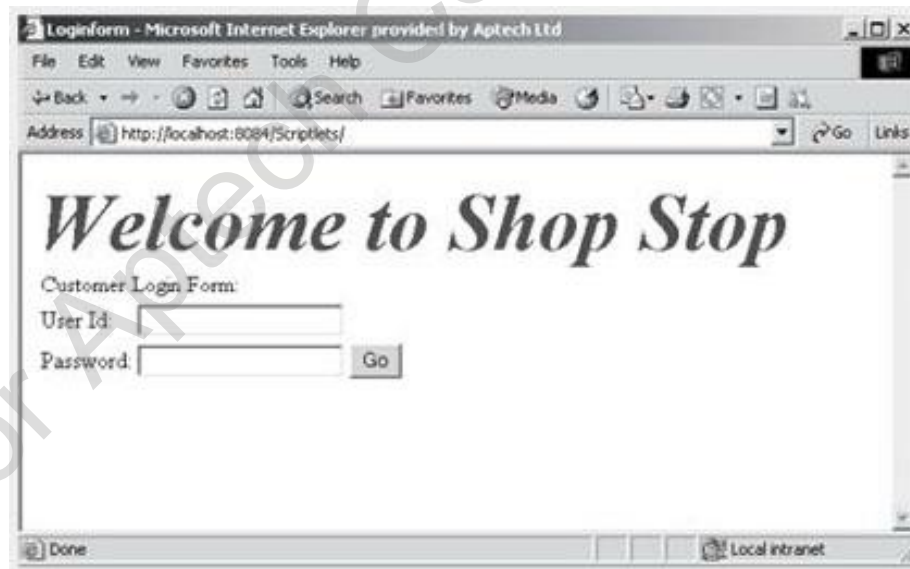 Loginform - Microsoft Internet Explorer provided by Aptech Ltd
File Edit View Favorites Tools Help
Back Search Favorites Media
Address http://localhost:8084/Scriptlets/ Go Links
Welcome to Shop Stop
Customer Login Form:
User Id:
Password: Go
Done Local intranet
For Aptech